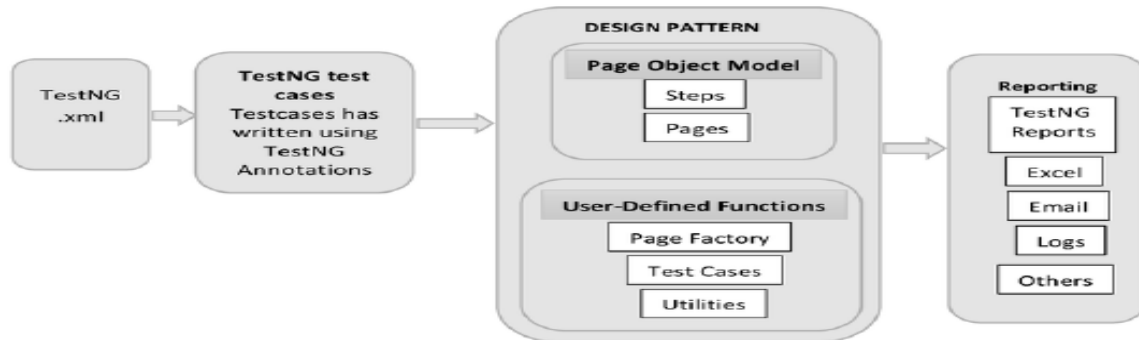 TestNG
.xml
TestNG test
cases
Testcases has
written using
TestNG
Annotations
DESIGN PATTERN
Page Object Model
Steps
Pages
User-Defined Functions
Page Factory
Test Cases
Utilities
Reporting
TestNG
Reports
Excel
Email
Logs
Others